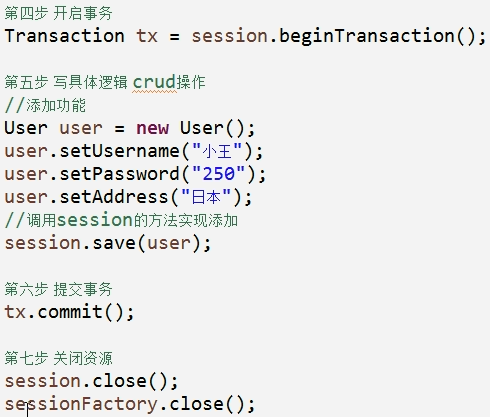 第四步 开启事务
Transaction tx = session.beginTransaction();
第五步 写具体逻辑 crud操作
//添加功能
User user = new User();
user.setUsername("小王");
user.setPassword("250");
user.setAddress("日本");
//调用session的方法实现添加
session.save(user);
第六步 提交事务
tx.commit();
第七步 关闭资源
session.close();
sessionFactory.close();